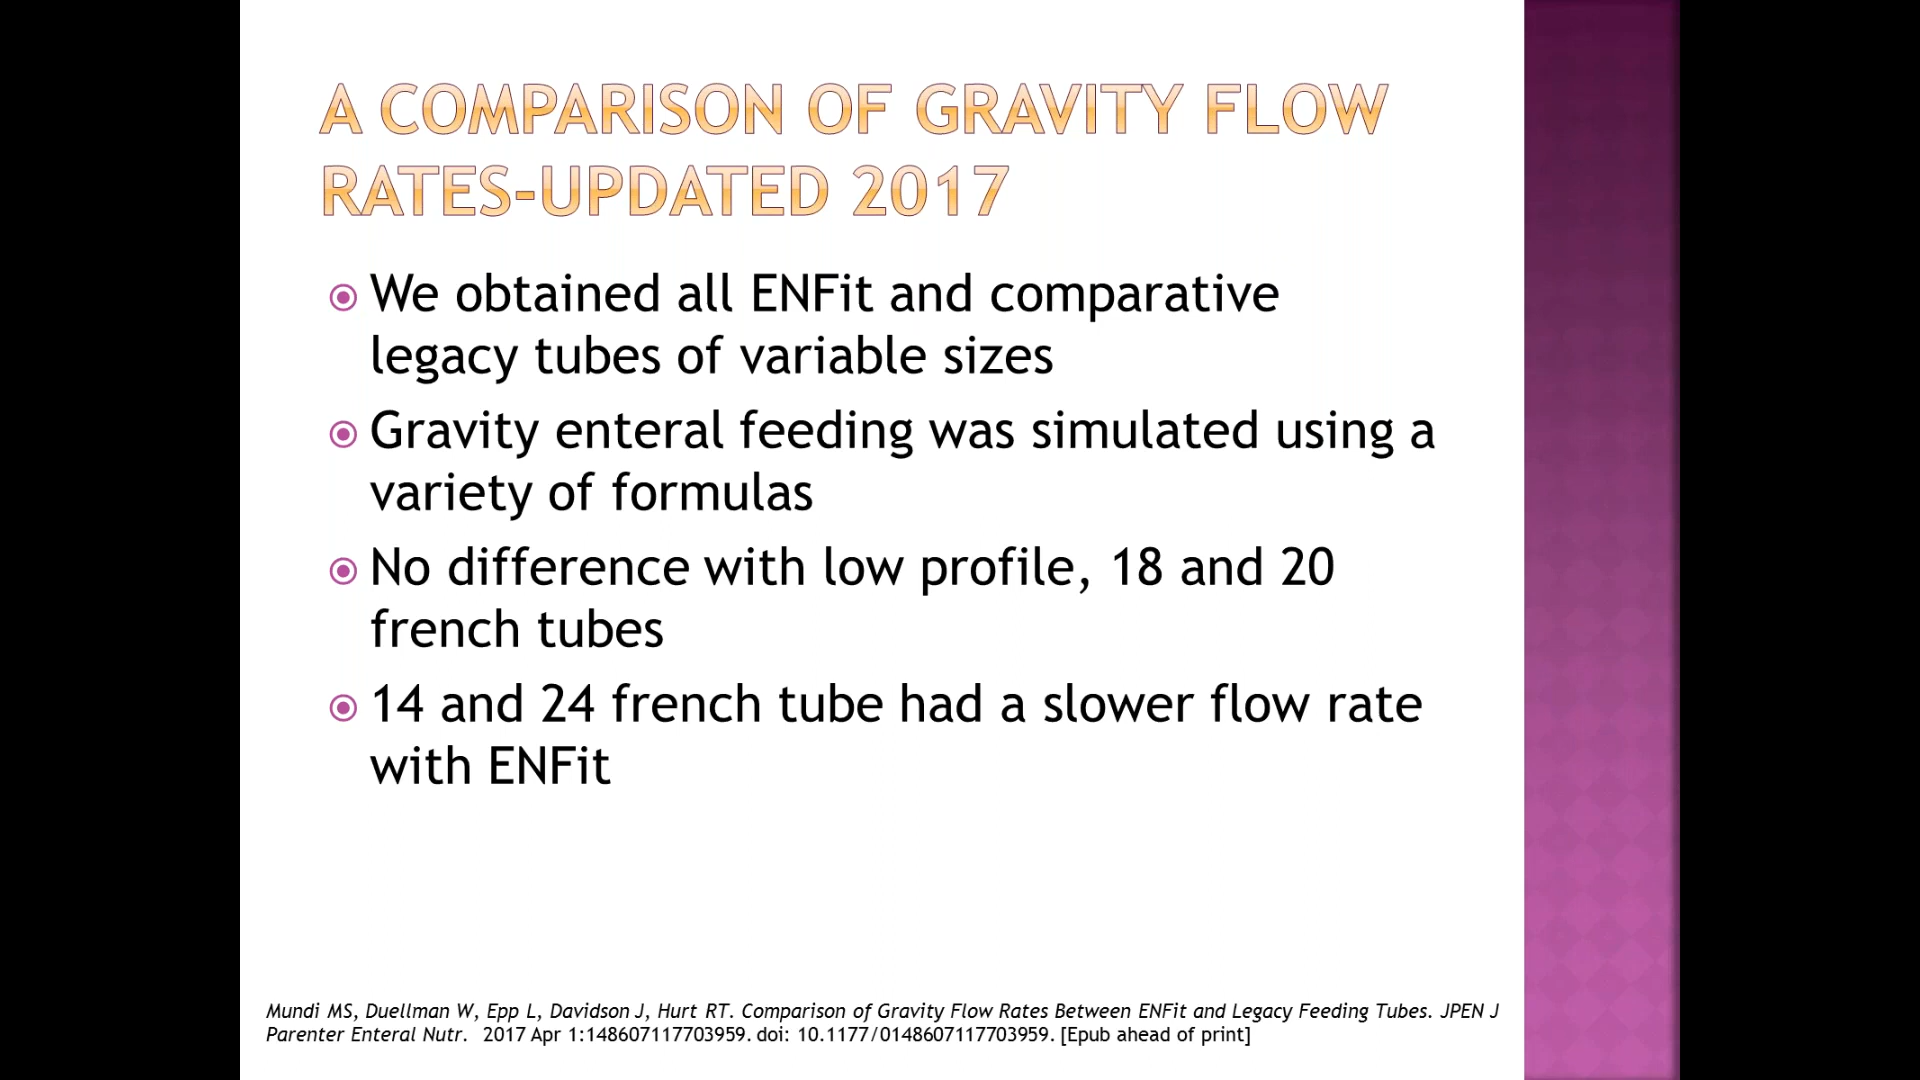 A COMPARISON OF GRAVITY FLOW
RATES-UPDATED 2017
We obtained all ENFit and comparative
legacy tubes of variable sizes
Gravity enteral feeding was simulated using a
variety of formulas
No difference with low profile, 18 and 20
french tubes
14 and 24 french tube had a slower flow rate
with ENFit
Mundi MS, Duellman W, Epp L, Davidson J, Hurt RT. Comparison of Gravity Flow Rates Between ENFit and Legacy Feeding Tubes. JPEN J
Parenter Enteral Nutr. 2017 Apr 1:148607117703959. doi: 10.1177/0148607117703959. [Epub ahead of print]